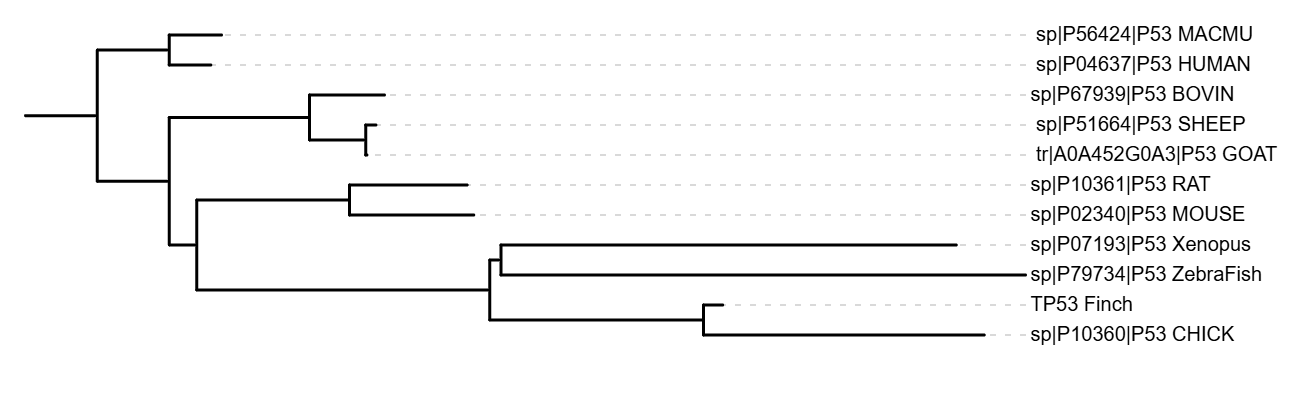 sp|P56424|P53 MACMU
sp|P04637|P53 HUMAN
sp|P67939|P53 BOVIN
sp|P51664|P53 SHEEP
tr|A0A452G0A3|P53 GOAT
sp|P10361|P53 RAT
sp|P02340|P53 MOUSE
sp|P07193|P53 Xenopus
sp|P79734|P53 ZebraFish
TP53 Finch
sp|P10360|P53 CHICK